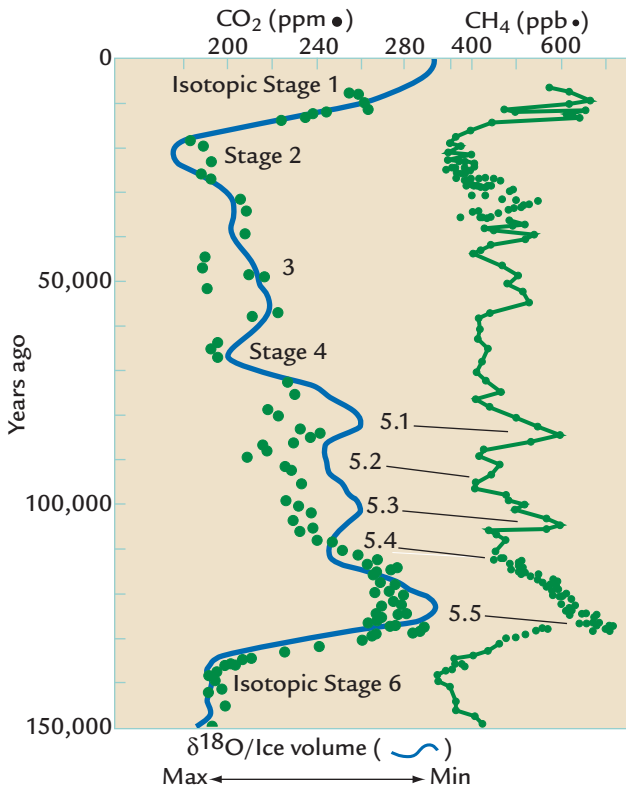 CO₂ (ppm ●) CH₄ (ppb •)
200 240 280 400 600
0
Isotopic Stage 1
Stage 2
3
50,000
Stage 4
Years ago
5.1
5.2
100,000
5.3
5.4
5.5
Isotopic Stage 6
150,000
δ¹⁸O/Ice volume ( )
Max Min